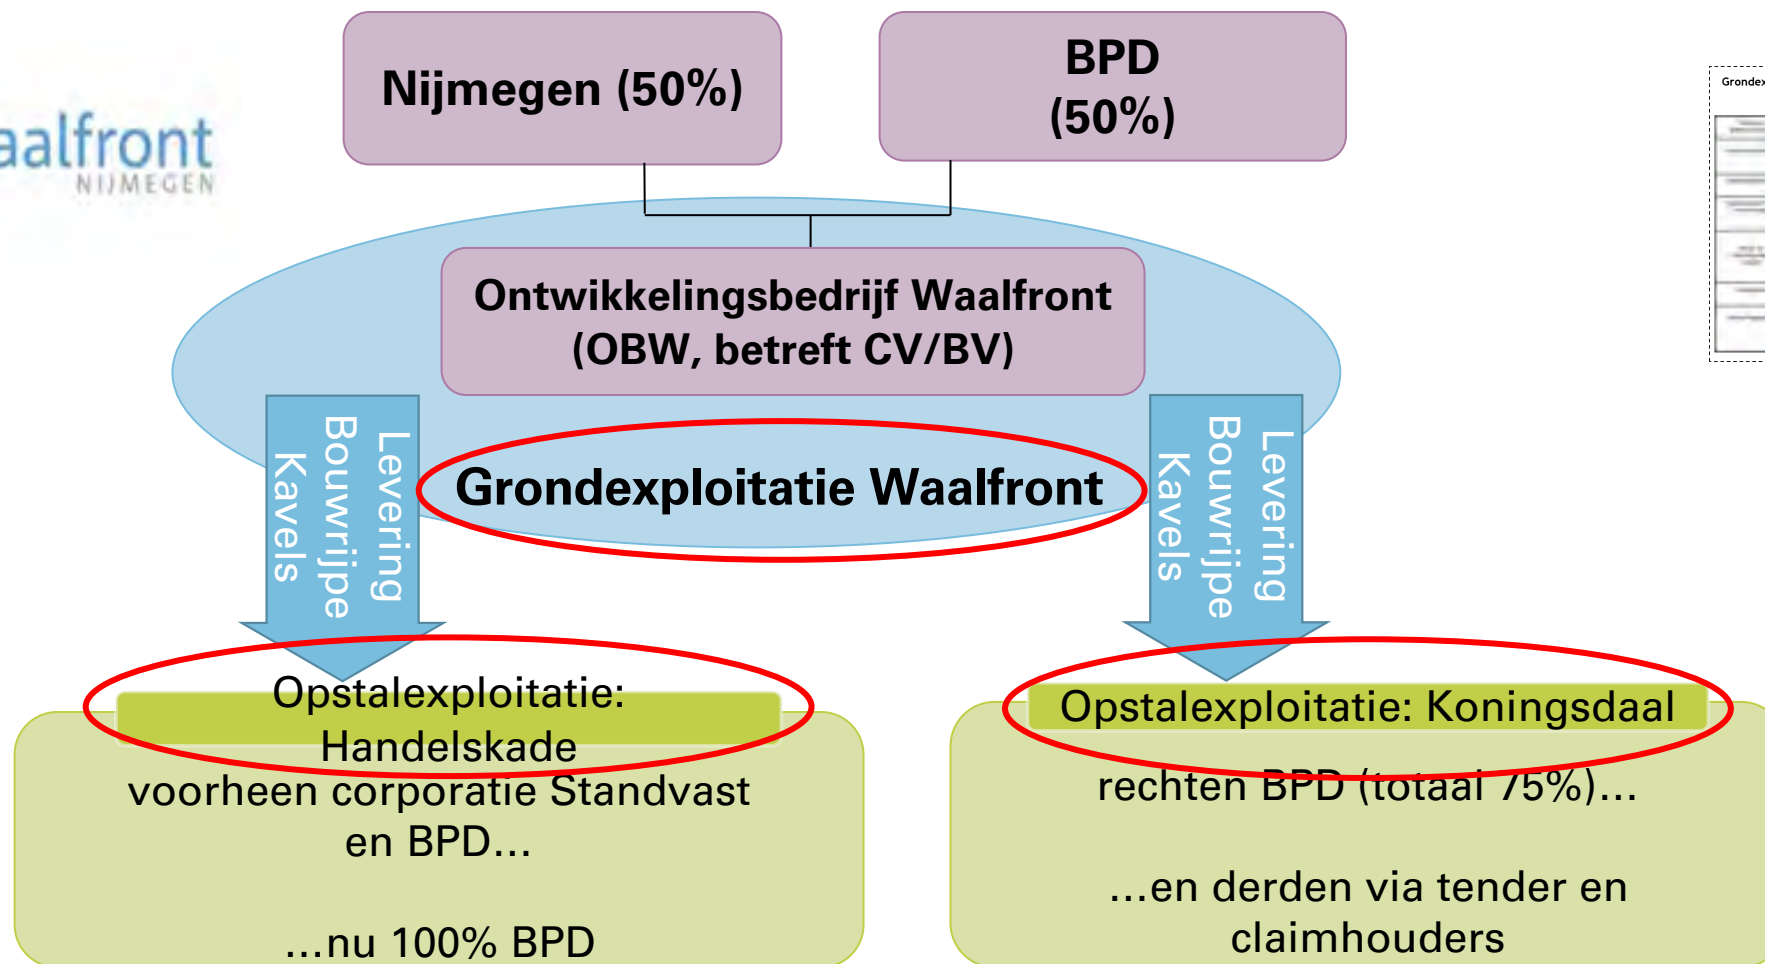 aalfront
NIJMEGEN
Nijmegen (50%)
BPD
(50%)
Grondex
Ontwikkelingsbedrijf Waalfront
(OBW, betreft CV/BV)
Levering
Bouwrijpe
Kavels
Grondexploitatie Waalfront
Levering
Bouwrijpe
Kavels
Opstalexploitatie:
Handelskade
voorheen corporatie Standvast
en BPD...
...nu 100% BPD
Opstalexploitatie: Koningsdaal
rechten BPD (totaal 75%)...
...en derden via tender en
claimhouders